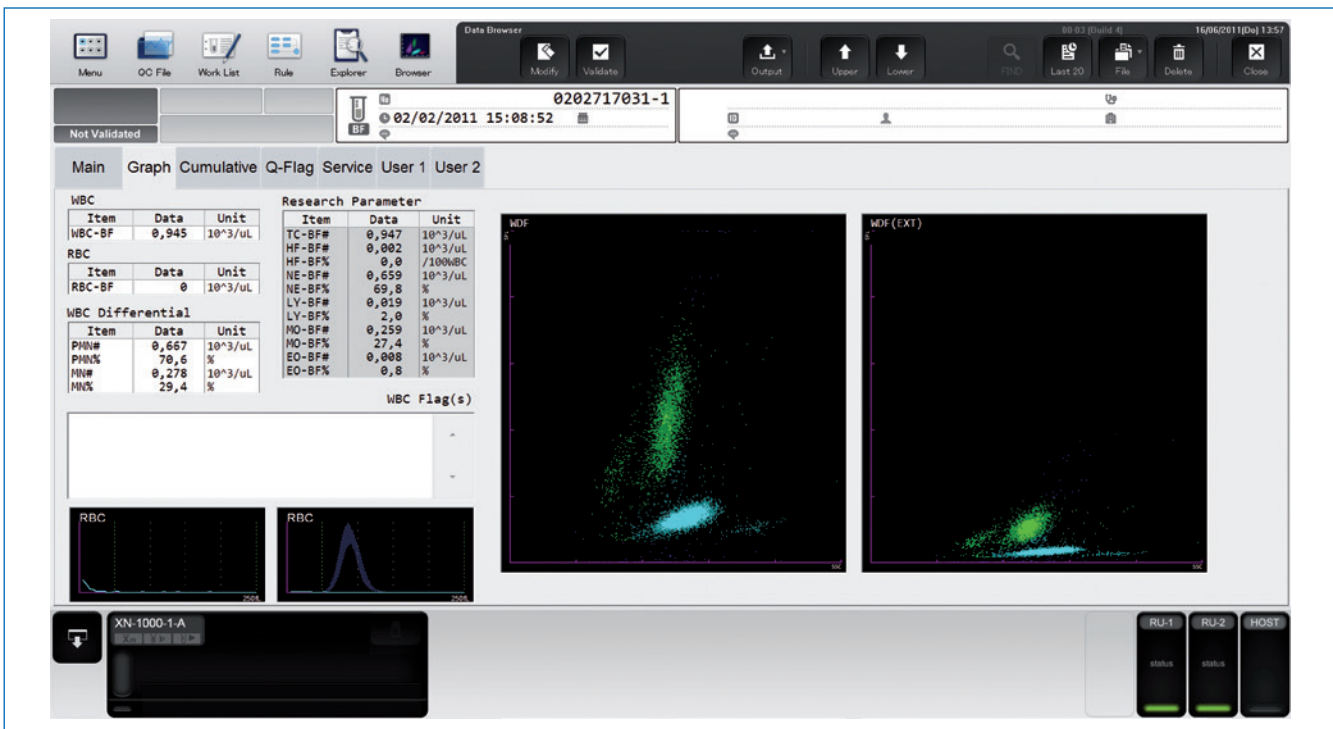 Data Browser 00-03 [Build 4] 16/06/2011(Do) 13:57
Menu QC File Work List Rule Explorer Browser Modify Validate Output Upper Lower FIND Last 20 File Delete Close
0202717031-1
02/02/2011 15:08:52
BF
Not Validated
Main Graph Cumulative Q-Flag Service User 1 User 2
WBC
Item Data Unit
WBC-BF 0,945 10^3/uL
RBC
Item Data Unit
RBC-BF 0 10^3/uL
WBC Differential
Item Data Unit
PMN# 0,667 10^3/uL
PMN% 70,6 %
MN# 0,278 10^3/uL
MN% 29,4 %
Research Parameter
Item Data Unit
TC-BF# 0,947 10^3/uL
HF-BF# 0,002 10^3/uL
HF-BF% 0,0 /100WBC
NE-BF# 0,659 10^3/uL
NE-BF% 69,8 %
LY-BF# 0,019 10^3/uL
LY-BF% 2,0 %
MO-BF# 0,259 10^3/uL
MO-BF% 27,4 %
EO-BF# 0,008 10^3/uL
EO-BF% 0,8 %
WBC Flag(s)
WDF
SSC
WDF(EXT)
SSC
RBC
250fL
RBC
250fL
XN-1000-1-A
RU-1 RU-2 HOST
status status